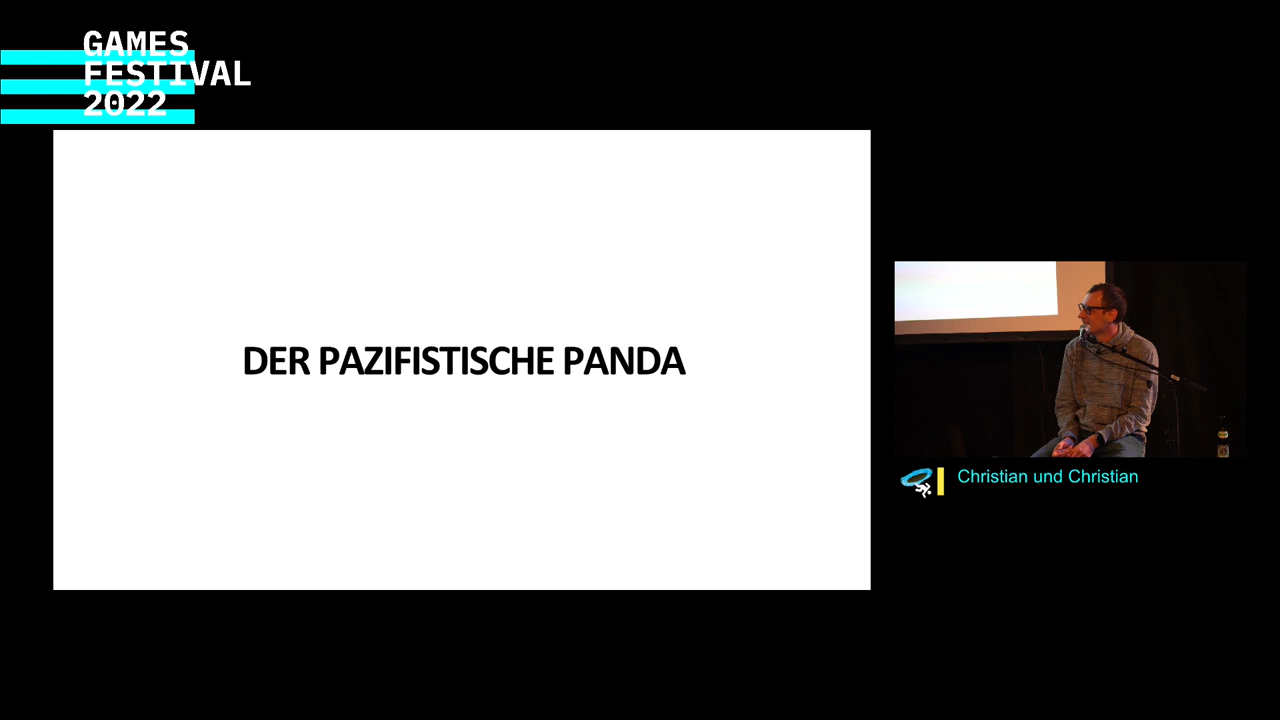 GAMES
FESTIVAL
2022
DER PAZIFISTISCHE PANDA
Christian und Christian